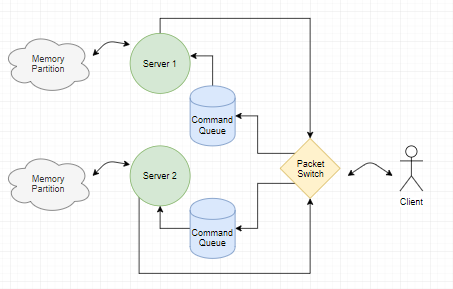 Memory
Partition
Server 1
Command
Queue
Memory
Partition
Server 2
Packet
Switch
Client
Command
Queue